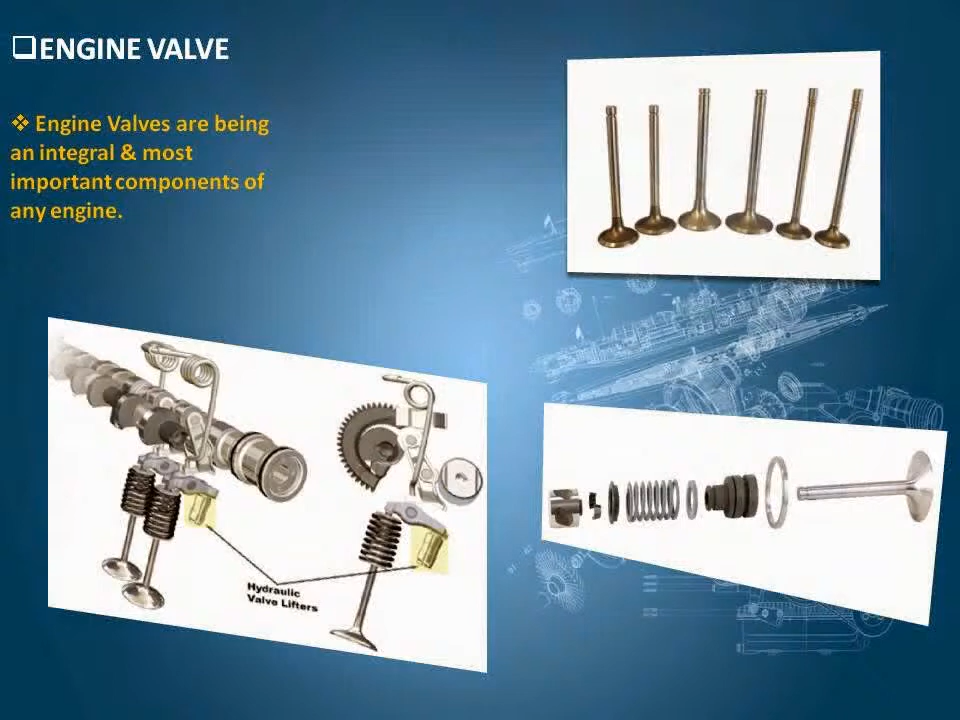 ❑ENGINE VALVE
❖ Engine Valves are being
an integral & most
important components of
any engine.
Hydraulic
Valve Lifters